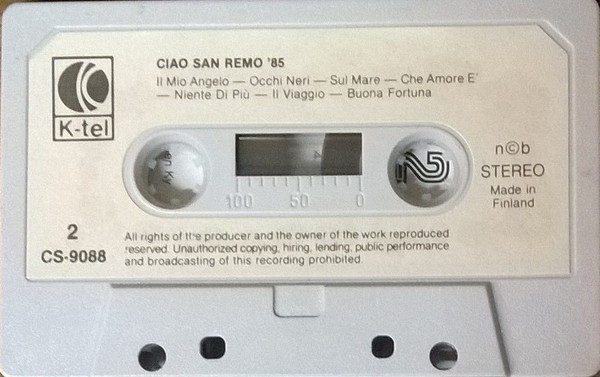 CIAO SAN REMO '85
Il Mio Angelo — Occhi Neri — Sul Mare — Che Amore E'
— Niente Di Più — Il Viaggio — Buona Fortuna
K-tel
n©b
STEREO
Made in
Finland
100 50 0
2
CS-9088
All rights of the producer and the owner of the work reproduced
reserved. Unauthorized copying, hiring, lending, public performance
and broadcasting of this recording prohibited.